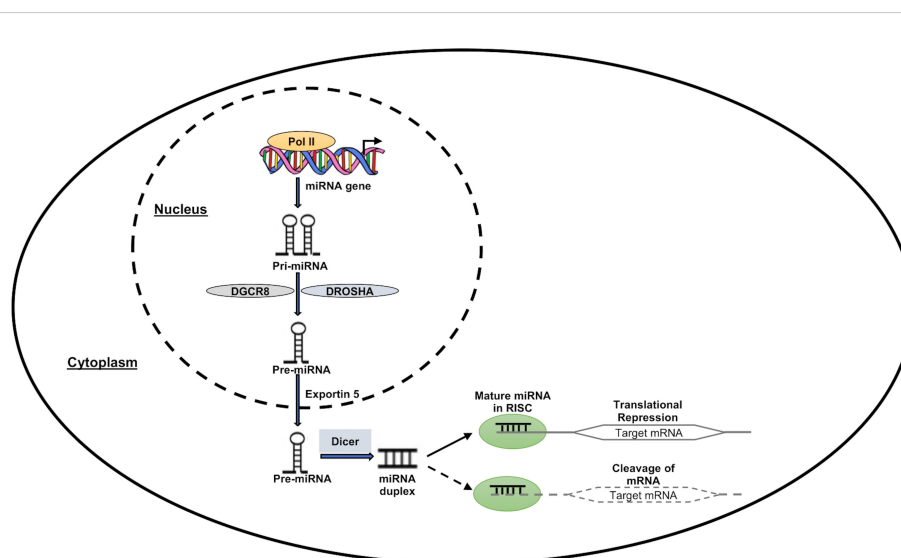 Pol II
miRNA gene
Nucleus
Pri-miRNA
DGCR8
DROSHA
Pre-miRNA
Cytoplasm
Exportin 5
Mature miRNA
in RISC
Translational
Repression
Target mRNA
Dicer
Pre-miRNA
miRNA
duplex
Cleavage of
mRNA
Target mRNA